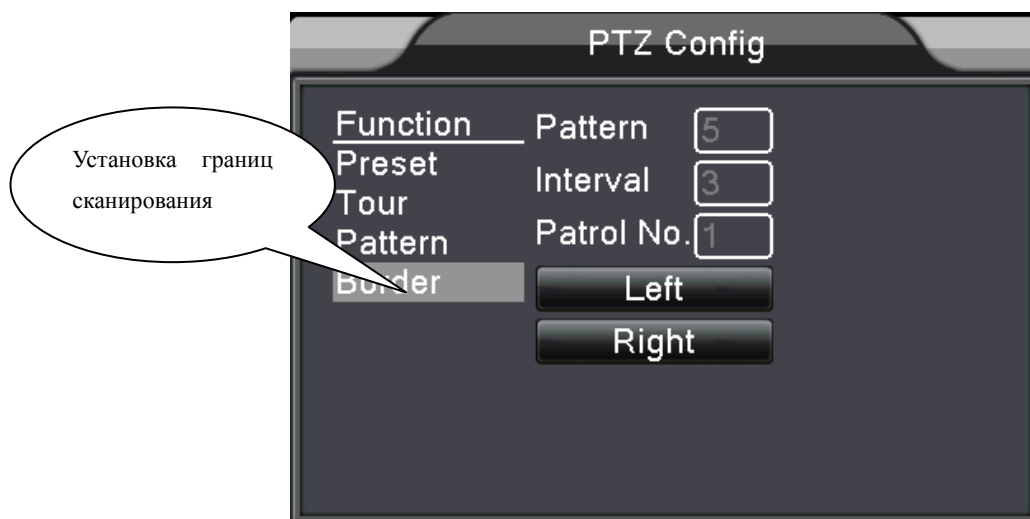 PTZ Config
Установка границ
сканирования
Function
Preset
Tour
Pattern
Border
Pattern 5
Interval 3
Patrol No. 1
Left
Right